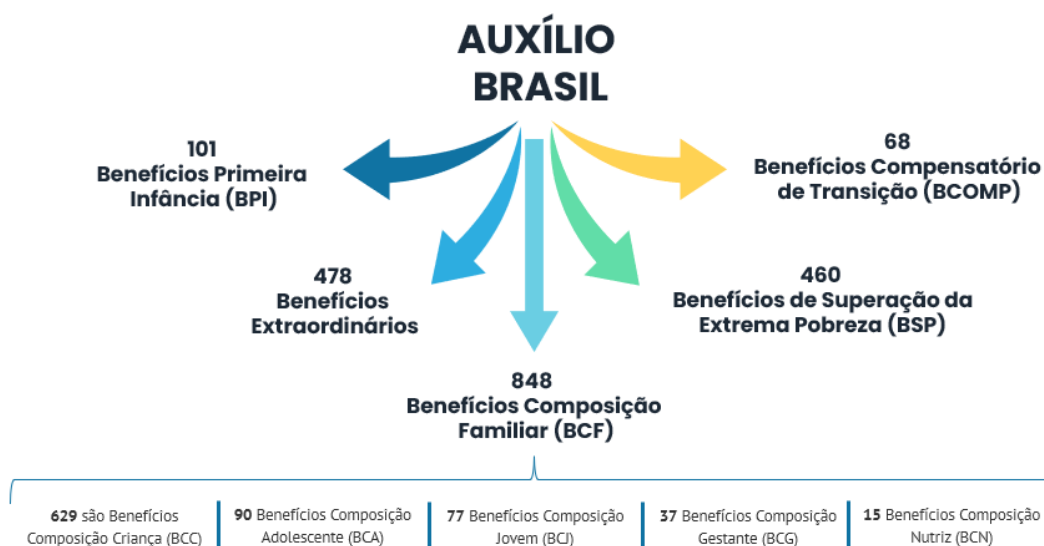 AUXÍLIO
BRASIL
101
Benefícios Primeira
Infância (BPI)
68
Benefícios Compensatório
de Transição (BCOMP)
478
Benefícios
Extraordinários
460
Benefícios de Superação da
Extrema Pobreza (BSP)
848
Benefícios Composição
Familiar (BCF)
629 são Benefícios
Composição Criança (BCC)
90 Benefícios Composição
Adolescente (BCA)
77 Benefícios Composição
Jovem (BCJ)
37 Benefícios Composição
Gestante (BCG)
15 Benefícios Composição
Nutriz (BCN)